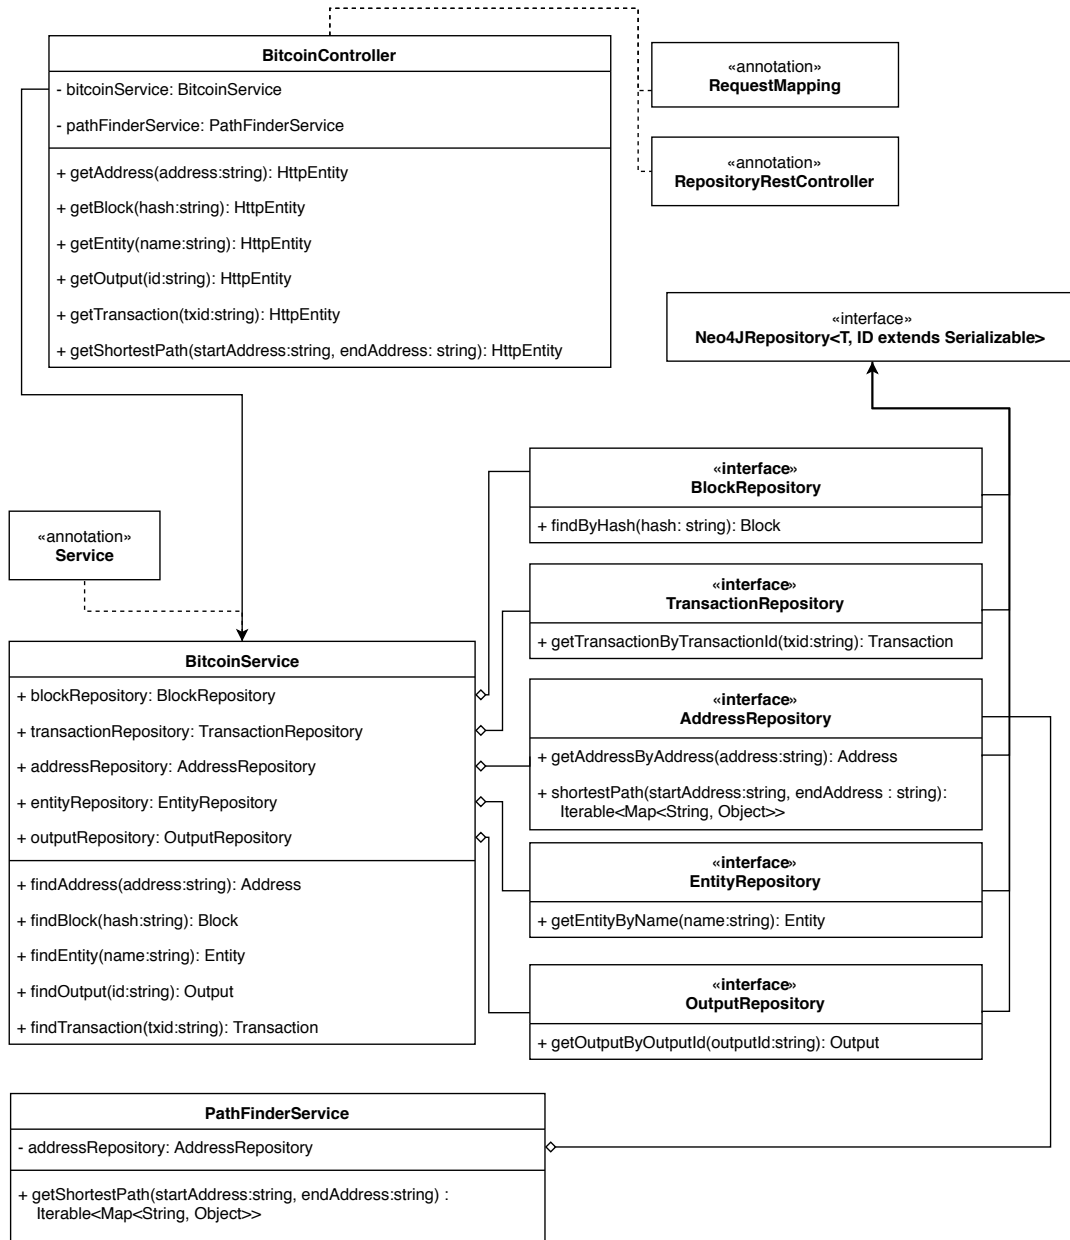 BitcoinController
- bitcoinService: BitcoinService
- pathFinderService: PathFinderService
+ getAddress(address:string): HttpEntity
+ getBlock(hash:string): HttpEntity
+ getEntity(name:string): HttpEntity
+ getOutput(id:string): HttpEntity
+ getTransaction(txid:string): HttpEntity
+ getShortestPath(startAddress:string, endAddress: string): HttpEntity
«annotation»
RequestMapping
«annotation»
RepositoryRestController
«interface»
Neo4JRepository<T, ID extends Serializable>
«interface»
BlockRepository
+ findByHash(hash: string): Block
«annotation»
Service
«interface»
TransactionRepository
+ getTransactionByTransactionId(txid:string): Transaction
BitcoinService
+ blockRepository: BlockRepository
+ transactionRepository: TransactionRepository
+ addressRepository: AddressRepository
+ entityRepository: EntityRepository
+ outputRepository: OutputRepository
+ findAddress(address:string): Address
+ findBlock(hash:string): Block
+ findEntity(name:string): Entity
+ findOutput(id:string): Output
+ findTransaction(txid:string): Transaction
«interface»
AddressRepository
+ getAddressByAddress(address:string): Address
+ shortestPath(startAddress:string, endAddress : string):
Iterable<Map<String, Object>>
«interface»
EntityRepository
+ getEntityByName(name:string): Entity
«interface»
OutputRepository
+ getOutputByOutputId(outputId:string): Output
PathFinderService
- addressRepository: AddressRepository
+ getShortestPath(startAddress:string, endAddress:string) :
Iterable<Map<String, Object>>